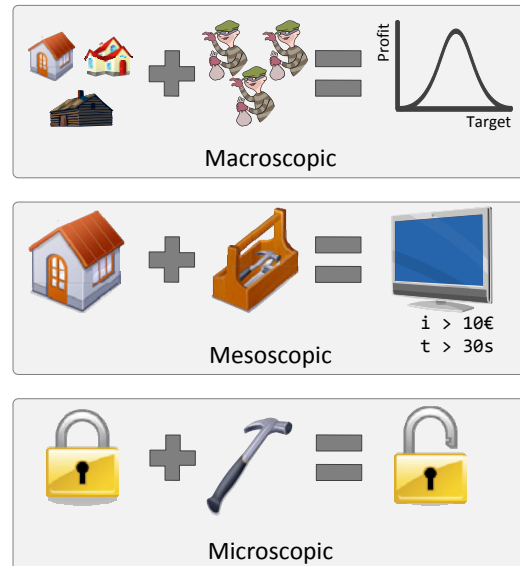 Profit
Target
Macroscopic
i > 10€
t > 30s
Mesoscopic
Microscopic